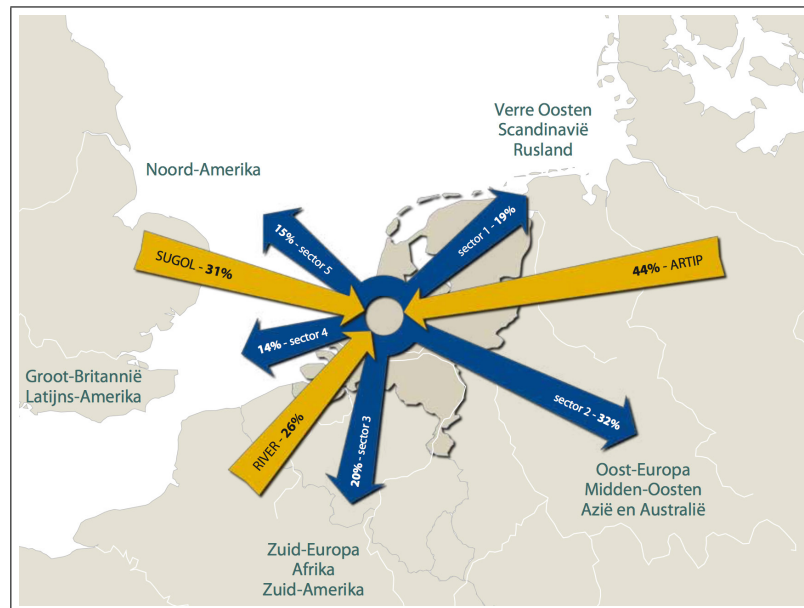 Verre Oosten
Scandinavië
Rusland
Noord-Amerika
15% - sector 5
sector 1 - 19%
SUGOL - 31%
44% - ARTIP
14% - sector 4
Groot-Britannië
Latijns-Amerika
RIVER - 26%
20% - sector 3
sector 2 - 32%
Oost-Europa
Midden-Oosten
Azië en Australië
Zuid-Europa
Afrika
Zuid-Amerika